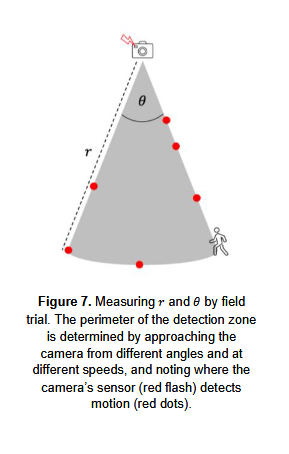 θ
r
Figure 7. Measuring r and θ by field
trial. The perimeter of the detection zone
is determined by approaching the
camera from different angles and at
different speeds, and noting where the
camera's sensor (red flash) detects
motion (red dots).